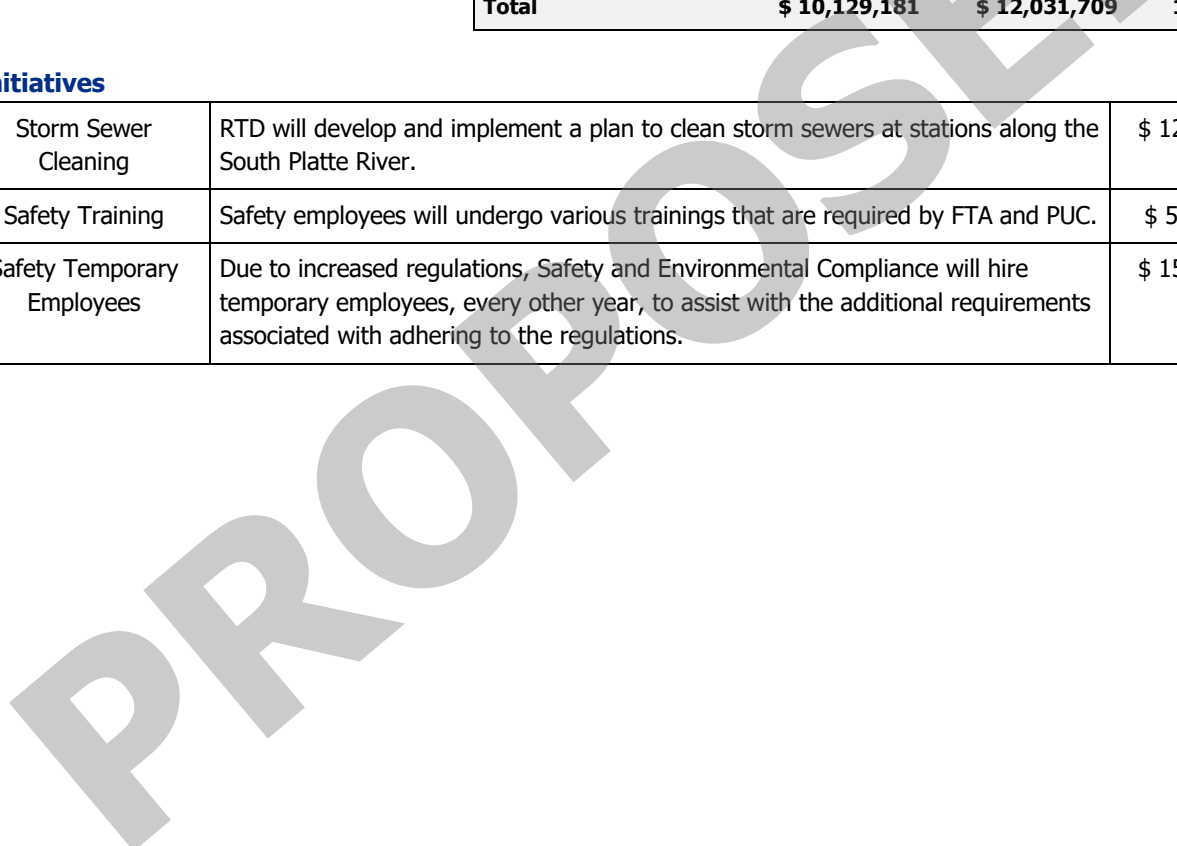 Total $ 10,129,181 $ 12,031,709
Storm Sewer
Cleaning
RTD will develop and implement a plan to clean storm sewers at stations along the
South Platte River.
Safety Training
Safety employees will undergo various trainings that are required by FTA and PUC.
Safety Temporary
Employees
Due to increased regulations, Safety and Environmental Compliance will hire
temporary employees, every other year, to assist with the additional requirements
associated with adhering to the regulations.